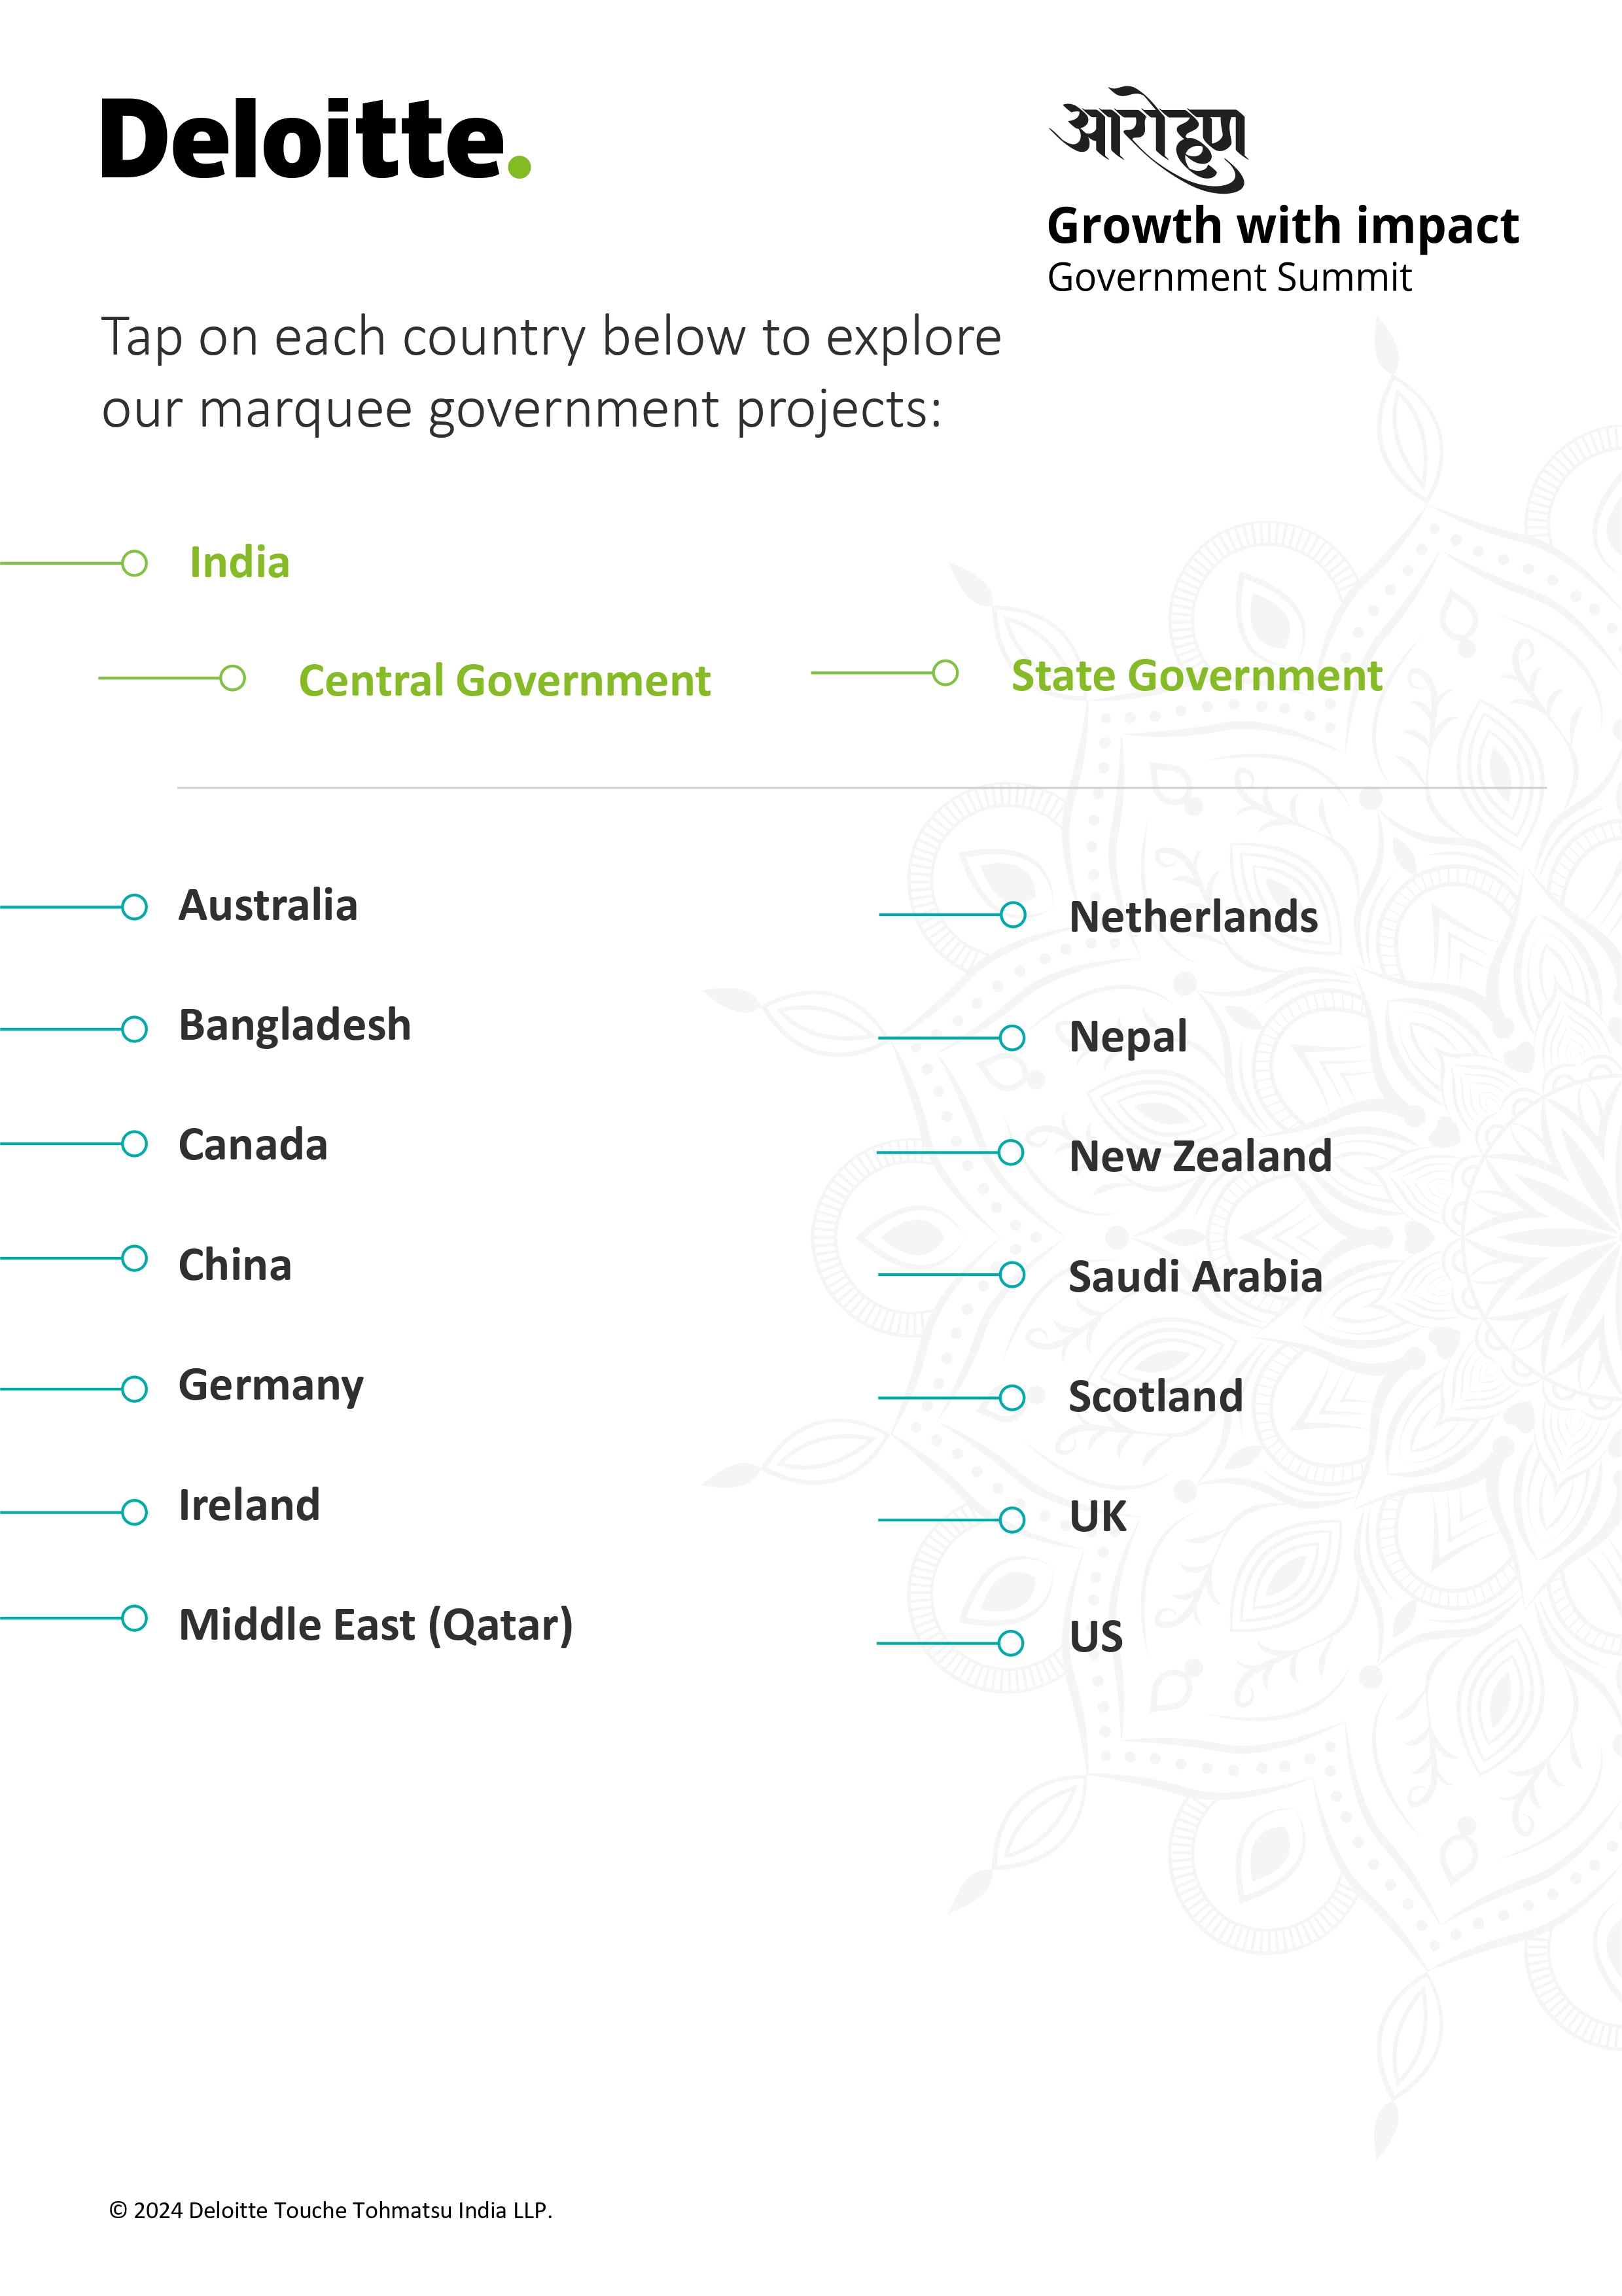 Deloitte.
आरोहण
Growth with impact
Government Summit
Tap on each country below to explore
our marquee government projects:
India
Central Government
State Government
Australia
Bangladesh
Canada
China
Germany
Ireland
Middle East (Qatar)
Netherlands
Nepal
New Zealand
Saudi Arabia
Scotland
UK
US
© 2024 Deloitte Touche Tohmatsu India LLP.